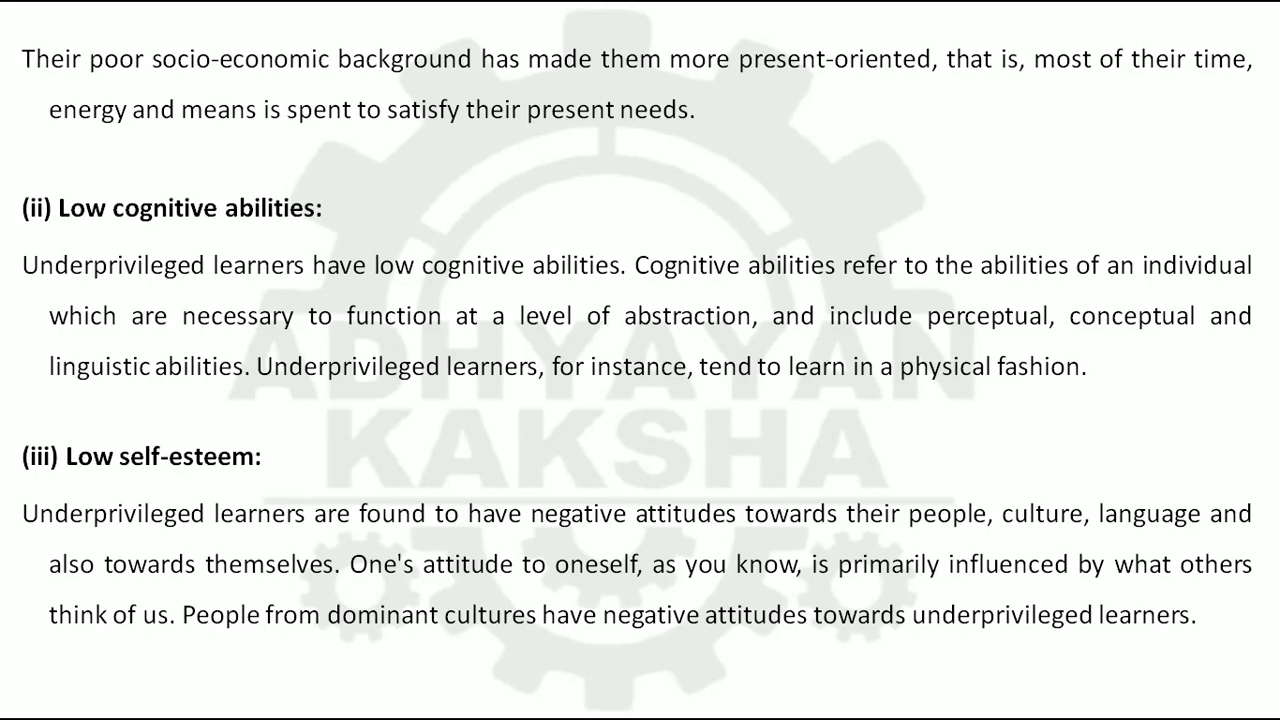 Their poor socio-economic background has made them more present-oriented, that is, most of their time,
energy and means is spent to satisfy their present needs.
(ii) Low cognitive abilities:
Underprivileged learners have low cognitive abilities. Cognitive abilities refer to the abilities of an individual
which are necessary to function at a level of abstraction, and include perceptual, conceptual and
linguistic abilities. Underprivileged learners, for instance, tend to learn in a physical fashion.
ADHYAYAN
KAKSHA
(iii) Low self-esteem:
Underprivileged learners are found to have negative attitudes towards their people, culture, language and
also towards themselves. One's attitude to oneself, as you know, is primarily influenced by what others
think of us. People from dominant cultures have negative attitudes towards underprivileged learners.